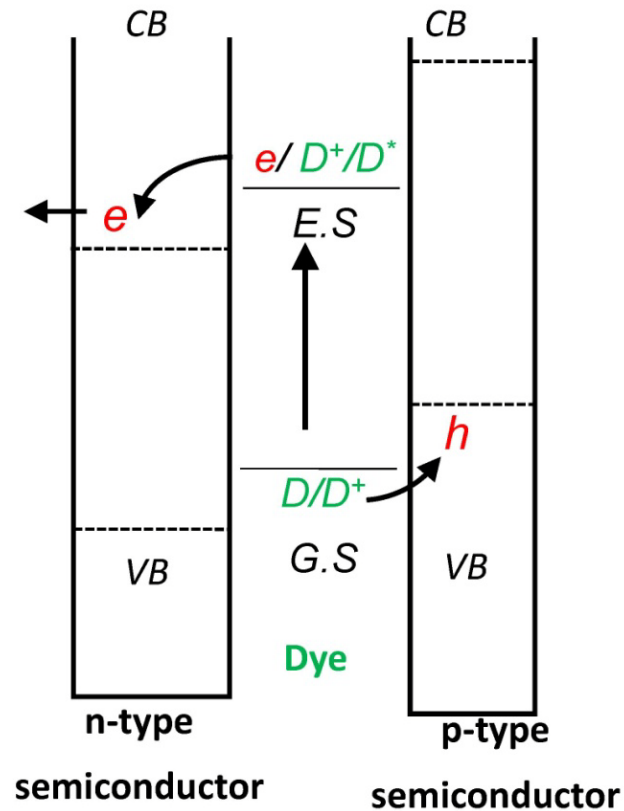 CB
CB
e/ D⁺/D*
e
E.S
h
D/D⁺
VB
G.S
VB
Dye
n-type
semiconductor
p-type
semiconductor